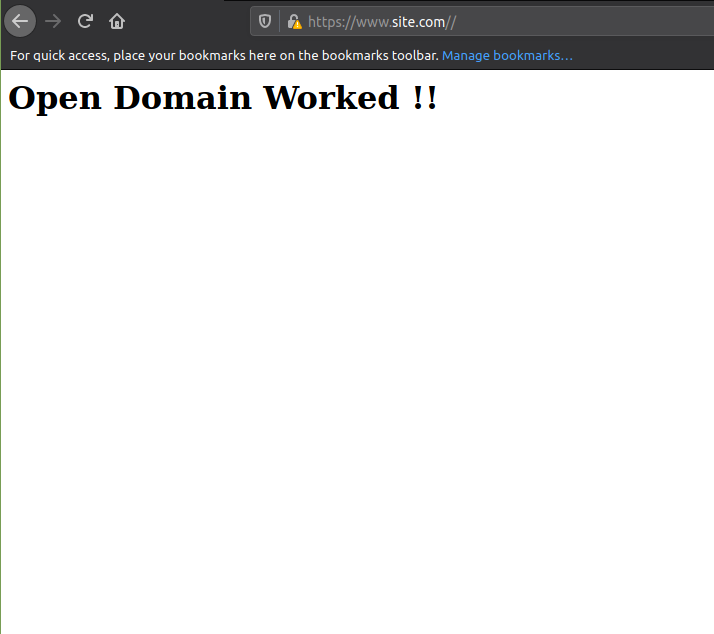 https://www.site.com//
For quick access, place your bookmarks here on the bookmarks toolbar. Manage bookmarks...
Open Domain Worked !!